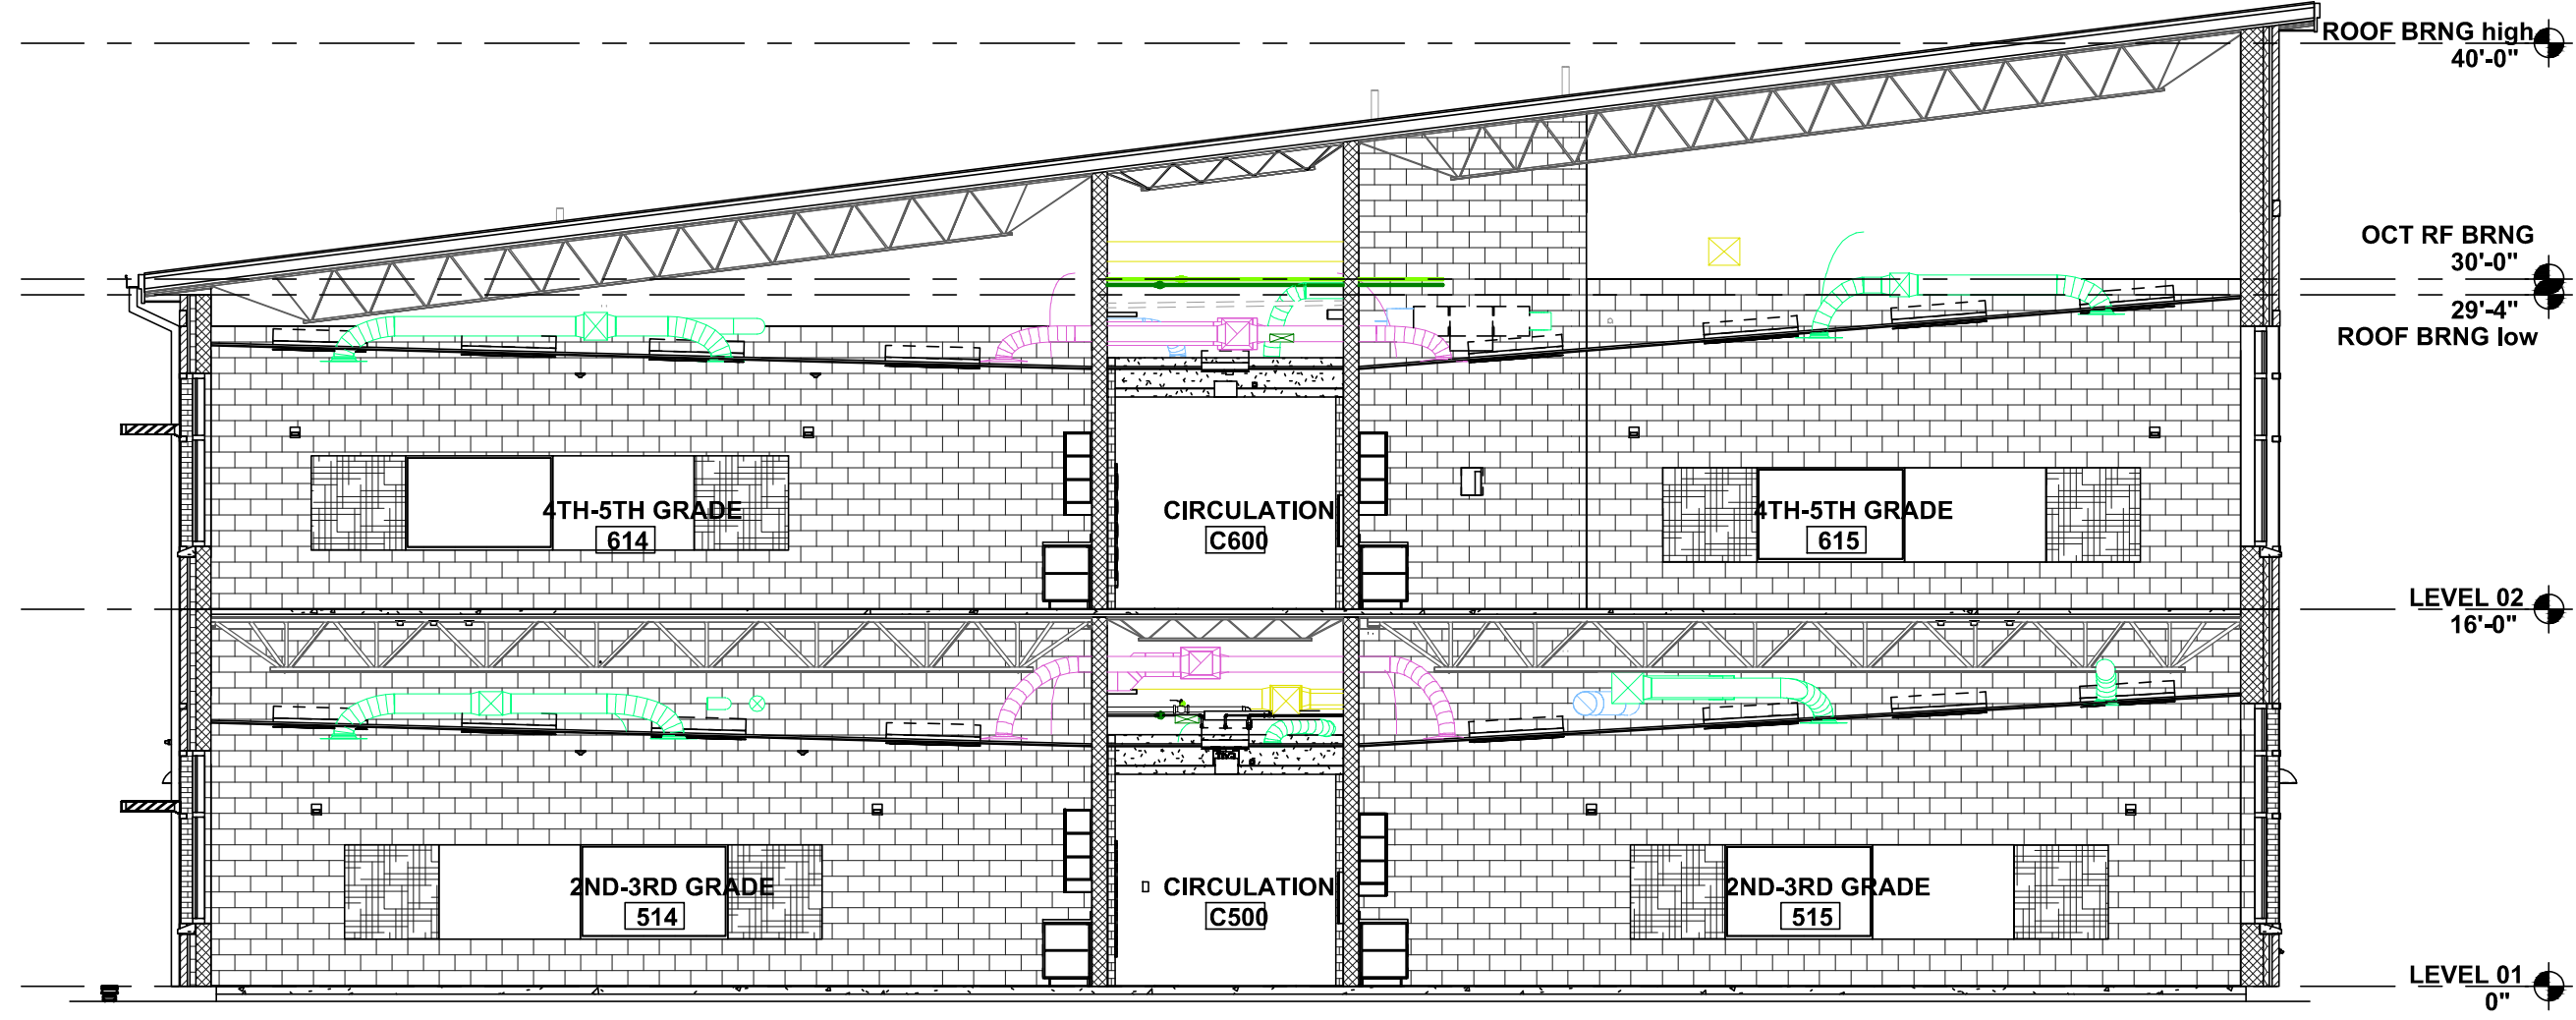 ROOF BRNG high
40'-0"
OCT RF BRNG
30'-0"
29'-4"
ROOF BRNG low
4TH-5TH GRADE
614
CIRCULATION
C600
4TH-5TH GRADE
615
LEVEL 02
16'-0"
2ND-3RD GRADE
514
CIRCULATION
C500
2ND-3RD GRADE
515
LEVEL 01
0"